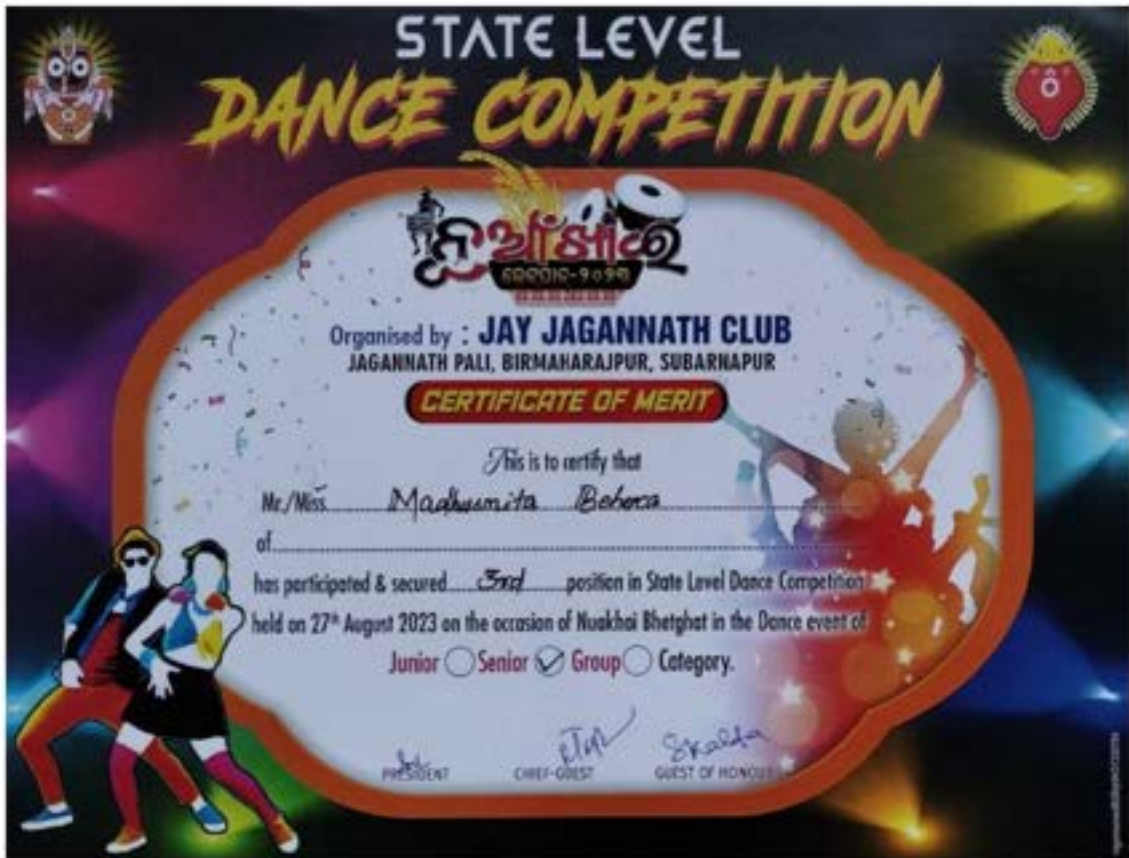 STATE LEVEL
DANCE COMPETITION
ନୂଆଁଖାଇ
ଭେଟଘାଟ-୨୦୨୩
Organised by : JAY JAGANNATH CLUB
JAGANNATH PALI, BIRMAHARAJPUR, SUBARNAPUR
CERTIFICATE OF MERIT
This is to certify that
Mr./Miss Madhusmita Behera
of
has participated & secured 3rd position in State Level Dance Competition
held on 27th August 2023 on the occasion of Nuakhai Bhetghat in the Dance event of
Junior Senior Group Category.
PRESIDENT CHIEF-GUEST GUEST OF HONOUR